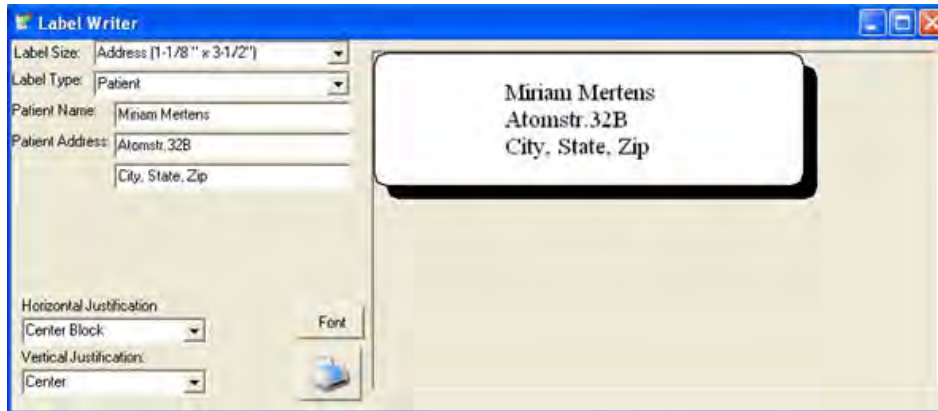 Label Writer
Label Size: Address (1-1/8 " x 3-1/2")
Label Type: Patient
Patient Name: Miriam Mertens
Patient Address: Atomstr.32B
City, State, Zip
Horizontal Justification
Center Block
Vertical Justification:
Center
Font
Miriam Mertens
Atomstr.32B
City, State, Zip